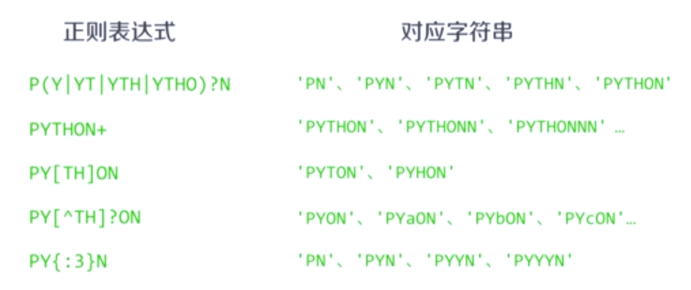 正则表达式 对应字符串
P(Y|YT|YTH|YTHO)?N 'PN'、 'PYN'、 'PYTN'、 'PYTHN'、 'PYTHON'
PYTHON+ 'PYTHON'、 'PYTHONN'、 'PYTHONNN' …
PY[TH]ON 'PYTON'、 'PYHON'
PY[^TH]?ON 'PYON'、 'PYaON'、 'PYbON'、 'PYcON'…
PY{:3}N 'PN'、 'PYN'、 'PYYN'、 'PYYYN'